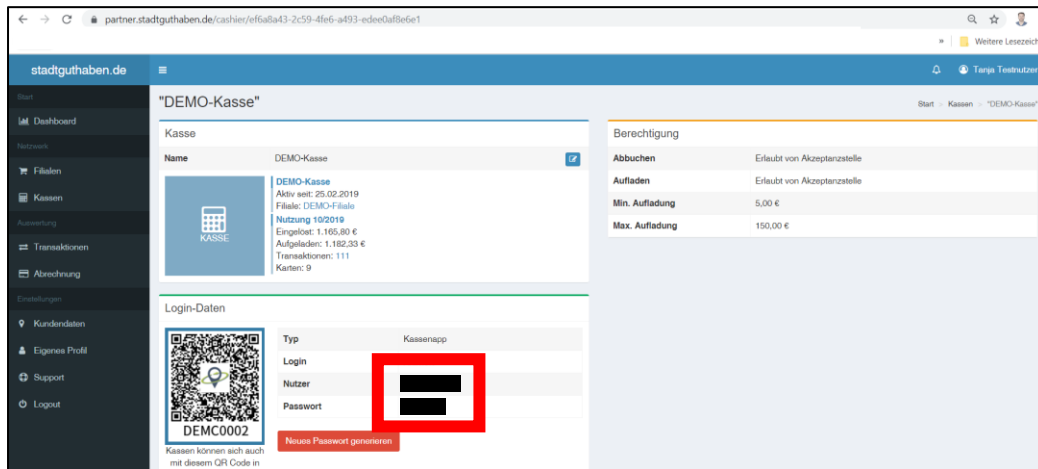 partner.stadtguthaben.de/cashier/ef6a8a43-2c59-4fe6-a493-edee0af8e6e1
» Weitere Lesezeich
stadtguthaben.de
Tanja Testnutzer
Start
Dashboard
Netzwerk
Filialen
Kassen
Auswertung
Transaktionen
Abrechnung
Einstellungen
Kundendaten
Eigenes Profil
Support
Logout
"DEMO-Kasse"
Start > Kassen > "DEMO-Kasse"
Kasse
Name DEMO-Kasse
KASSE
DEMO-Kasse
Aktiv seit: 25.02.2019
Filiale: DEMO-Filiale
Nutzung 10/2019
Eingelöst: 1.165,80 €
Aufgeladen: 1.182,33 €
Transaktionen: 111
Karten: 9
Berechtigung
Abbuchen Erlaubt von Akzeptanzstelle
Aufladen Erlaubt von Akzeptanzstelle
Min. Aufladung 5,00 €
Max. Aufladung 150,00 €
Login-Daten
DEMC0002
Kassen können sich auch
mit diesem QR Code in
Typ Kassenapp
Login
Nutzer
Passwort
Neues Passwort generieren